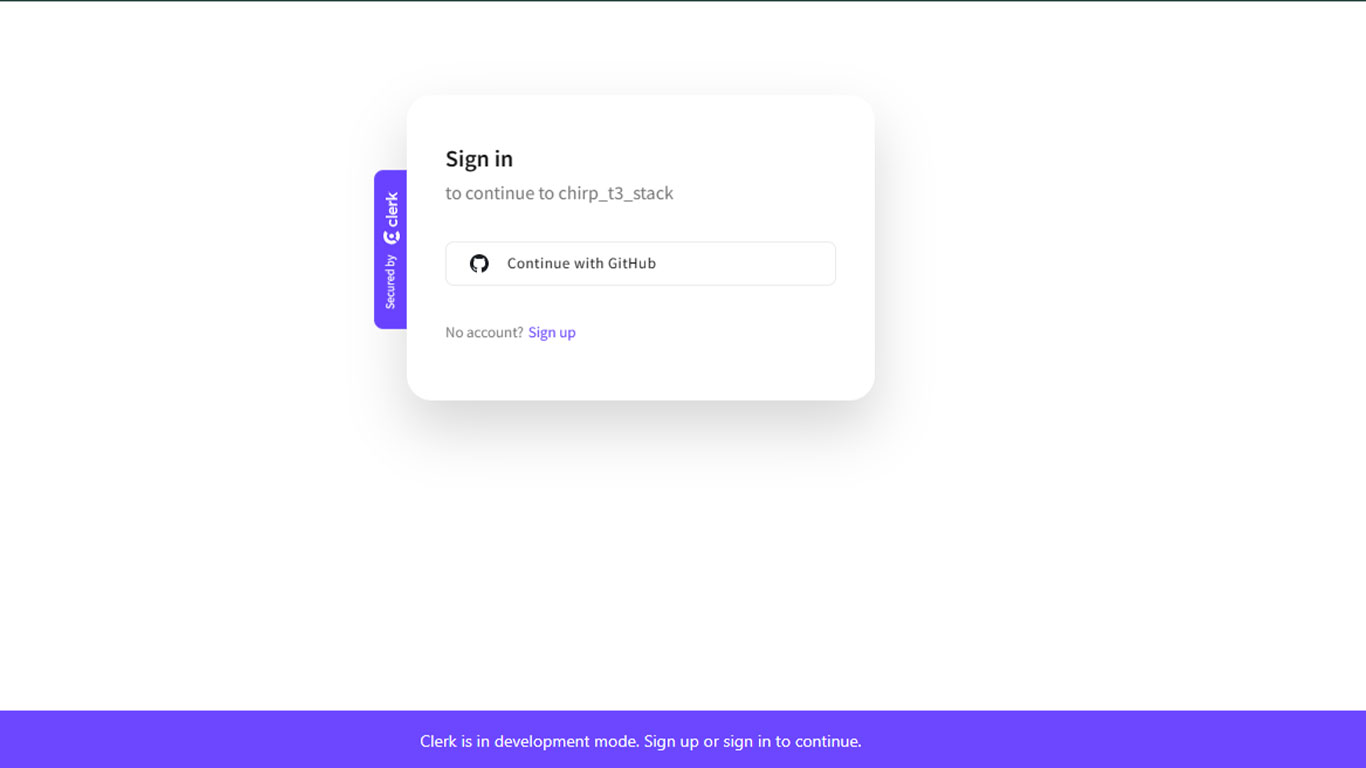 Sign in
to continue to chirp_t3_stack
Secured by clerk
Continue with GitHub
No account? Sign up
Clerk is in development mode. Sign up or sign in to continue.